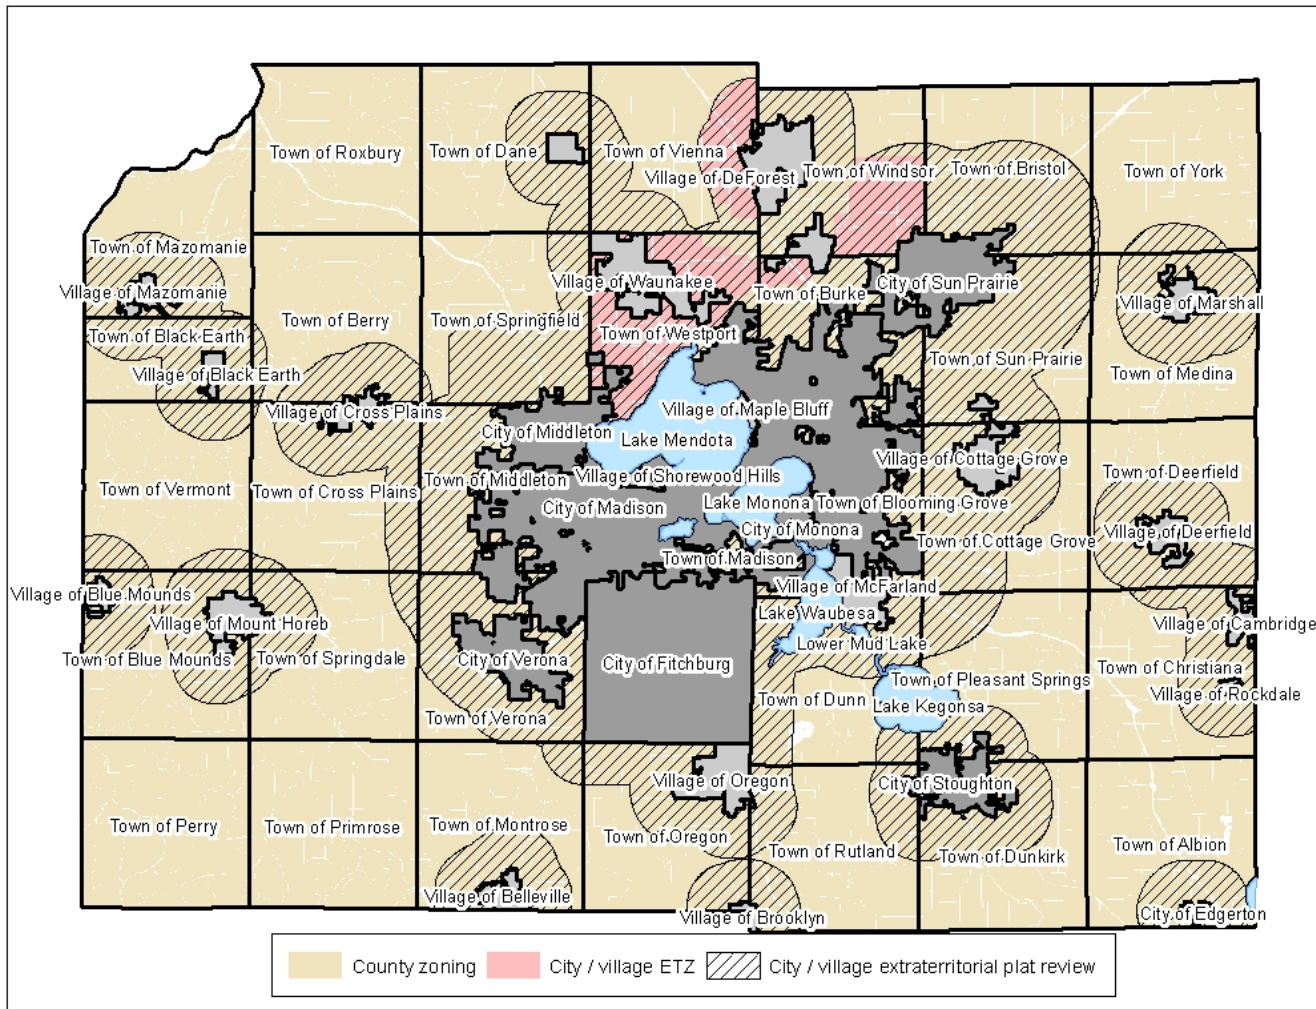 Town of Roxbury
Town of Dane
Town of Vienna
Village of DeForest
Town of Windsor
Town of Bristol
Town of York
Town of Mazomanie
Village of Mazomanie
Village of Waunakee
Town of Burke
City of Sun Prairie
Village of Marshall
Town of Black Earth
Town of Berry
Town of Springfield
Town of Westport
Village of Black Earth
Town of Sun Prairie
Town of Medina
Village of Cross Plains
Village of Maple Bluff
City of Middleton
Lake Mendota
Village of Cottage Grove
Town of Vermont
Town of Cross Plains
Town of Middleton
Village of Shorewood Hills
Town of Deerfield
City of Madison
Lake Monona
Town of Blooming Grove
City of Monona
Town of Cottage Grove
Village of Deerfield
Town of Madison
Village of Blue Mounds
Village of McFarland
Village of Mount Horeb
Lake Waubesa
Village of Cambridge
Town of Blue Mounds
Town of Springdale
City of Verona
City of Fitchburg
Lower Mud Lake
Town of Christiana
Town of Pleasant Springs
Village of Rockdale
Town of Verona
Town of Dunn
Lake Kegonsa
Village of Oregon
City of Stoughton
Town of Perry
Town of Primrose
Town of Montrose
Town of Oregon
Town of Rutland
Town of Dunkirk
Town of Albion
Village of Belleville
Village of Brooklyn
City of Edgerton
County zoning
City / village ETZ
City / village extraterritorial plat review